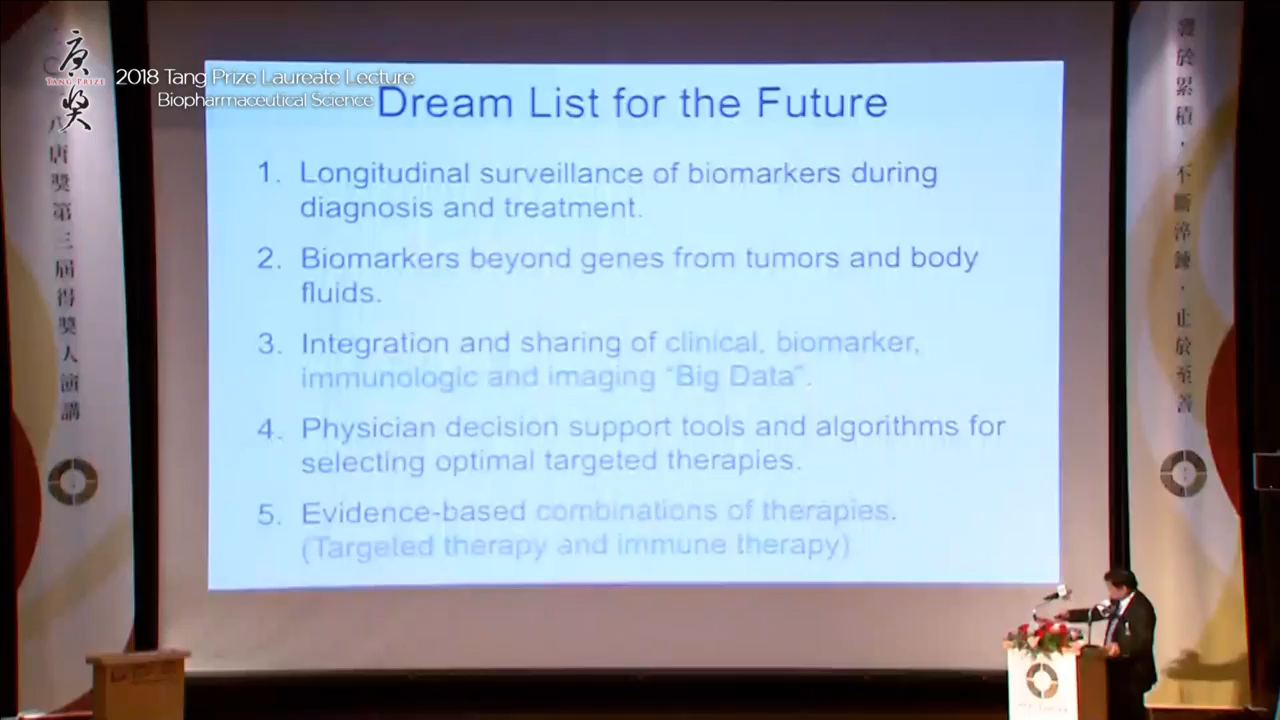 唐
TANG PRIZE
獎
2018 Tang Prize Laureate Lecture
Biopharmaceutical Science
八唐獎第三屆得獎人演講
Dream List for the Future
1. Longitudinal surveillance of biomarkers during
diagnosis and treatment.
2. Biomarkers beyond genes from tumors and body
fluids.
3. Integration and sharing of clinical, biomarker,
immunologic and imaging “Big Data”.
4. Physician decision support tools and algorithms for
selecting optimal targeted therapies.
5. Evidence-based combinations of therapies.
(Targeted therapy and immune therapy)
於累積，不斷淬鍊，止於至善